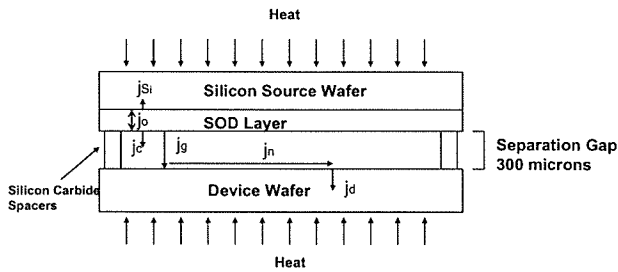 Heat
jSi
Silicon Source Wafer
jo
SOD Layer
jc
jg
jn
Separation Gap
300 microns
Silicon Carbide
Spacers
Device Wafer
jd
Heat